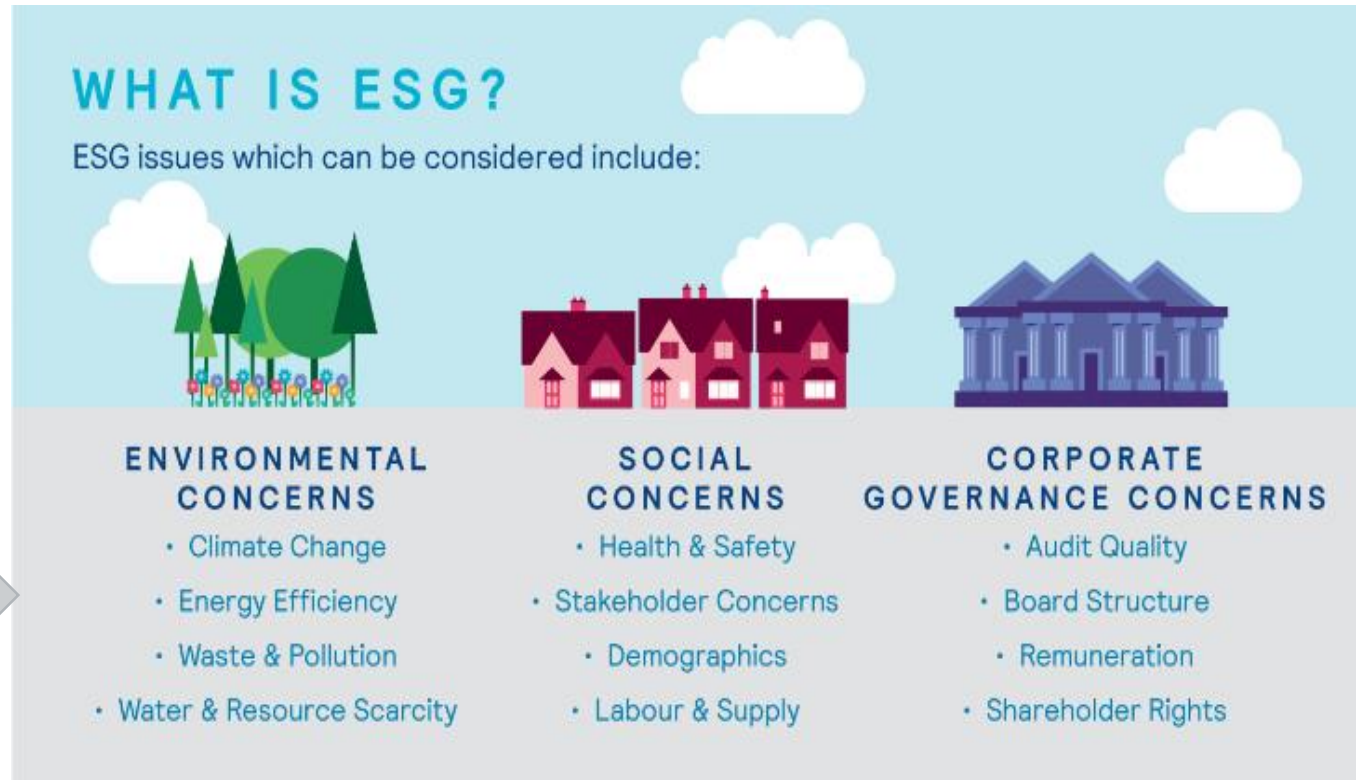 WHAT IS ESG?
ESG issues which can be considered include:
ENVIRONMENTAL
CONCERNS
• Climate Change
• Energy Efficiency
• Waste & Pollution
• Water & Resource Scarcity
SOCIAL
CONCERNS
• Health & Safety
• Stakeholder Concerns
• Demographics
• Labour & Supply
CORPORATE
GOVERNANCE CONCERNS
• Audit Quality
• Board Structure
• Remuneration
• Shareholder Rights